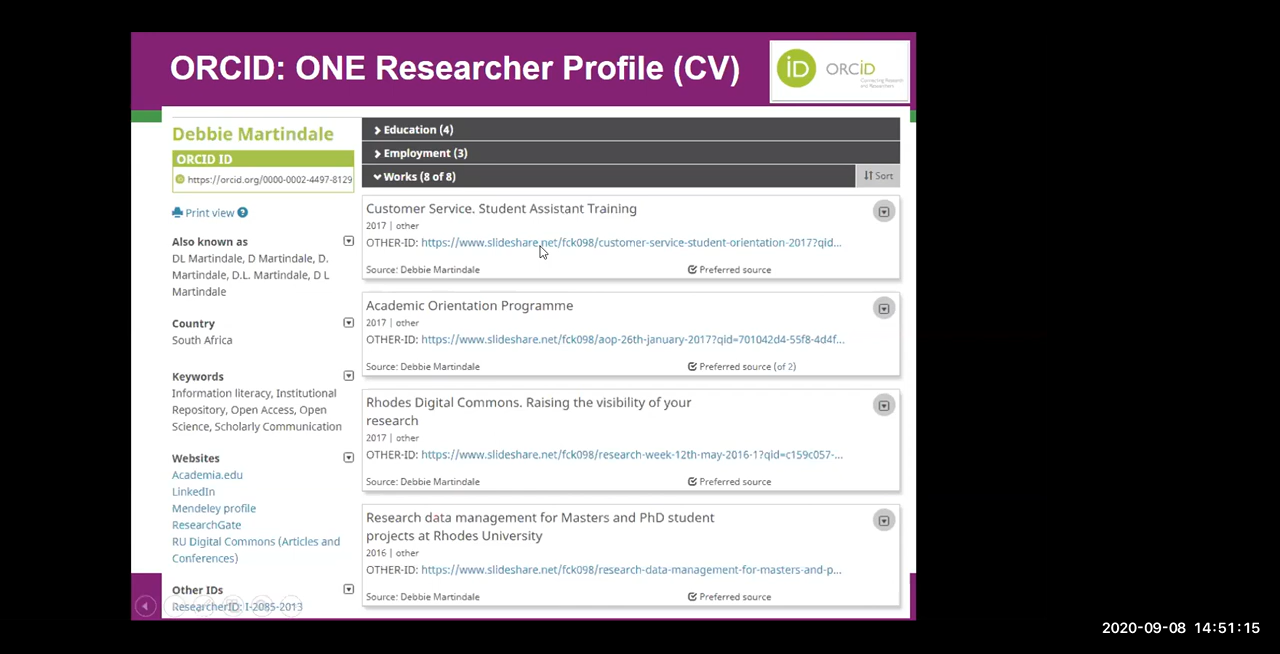 ORCID: ONE Researcher Profile (CV)
iD ORCID
Connecting Research
and Researchers
Debbie Martindale
ORCID ID
https://orcid.org/0000-0002-4497-8129
Print view
Also known as
DL Martindale, D Martindale, D.
Martindale, D.L. Martindale, D L
Martindale
Country
South Africa
Keywords
Information literacy, Institutional
Repository, Open Access, Open
Science, Scholarly Communication
Websites
Academia.edu
LinkedIn
Mendeley profile
ResearchGate
RU Digital Commons (Articles and
Conferences)
Other IDs
ResearcherID: I-2085-2013
Education (4)
Employment (3)
Works (8 of 8)
Sort
Customer Service. Student Assistant Training
2017 | other
OTHER-ID: https://www.slideshare.net/fck098/customer-service-student-orientation-2017?qid...
Source: Debbie Martindale Preferred source
Academic Orientation Programme
2017 | other
OTHER-ID: https://www.slideshare.net/fck098/aop-26th-january-2017?qid=701042d4-55f8-4d4f...
Source: Debbie Martindale Preferred source (of 2)
Rhodes Digital Commons. Raising the visibility of your
research
2017 | other
OTHER-ID: https://www.slideshare.net/fck098/research-week-12th-may-2016-1?qid=c159c057-...
Source: Debbie Martindale Preferred source
Research data management for Masters and PhD student
projects at Rhodes University
2016 | other
OTHER-ID: https://www.slideshare.net/fck098/research-data-management-for-masters-and-p...
Source: Debbie Martindale Preferred source
2020-09-08 14:51:15